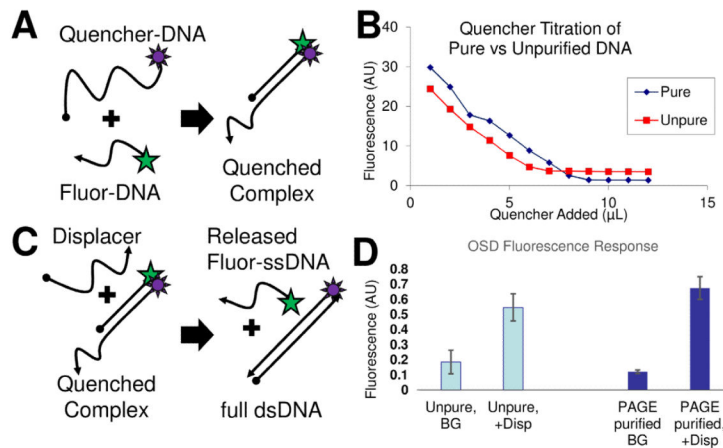 A
Quencher-DNA
Fluor-DNA
Quenched
Complex
B
Quencher Titration of
Pure vs Unpurified DNA
Fluorescence (AU)
40
30
20
10
0
0
5
10
15
Quencher Added (µL)
Pure
Unpure
C
Displacer
Quenched
Complex
Released
Fluor-ssDNA
full dsDNA
D
OSD Fluorescence Response
Fluorescence (AU)
0.8
0.7
0.6
0.5
0.4
0.3
0.2
0.1
0
Unpure,
BG
Unpure,
+Disp
PAGE
purified
BG
PAGE
purified
+Disp